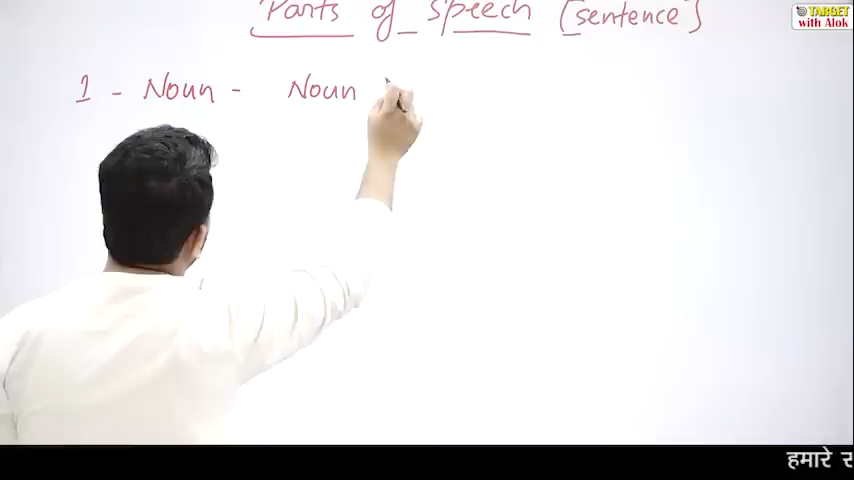 Parts of speech [sentence]
TARGET
with Alok
1 - Noun - Noun
हमारे